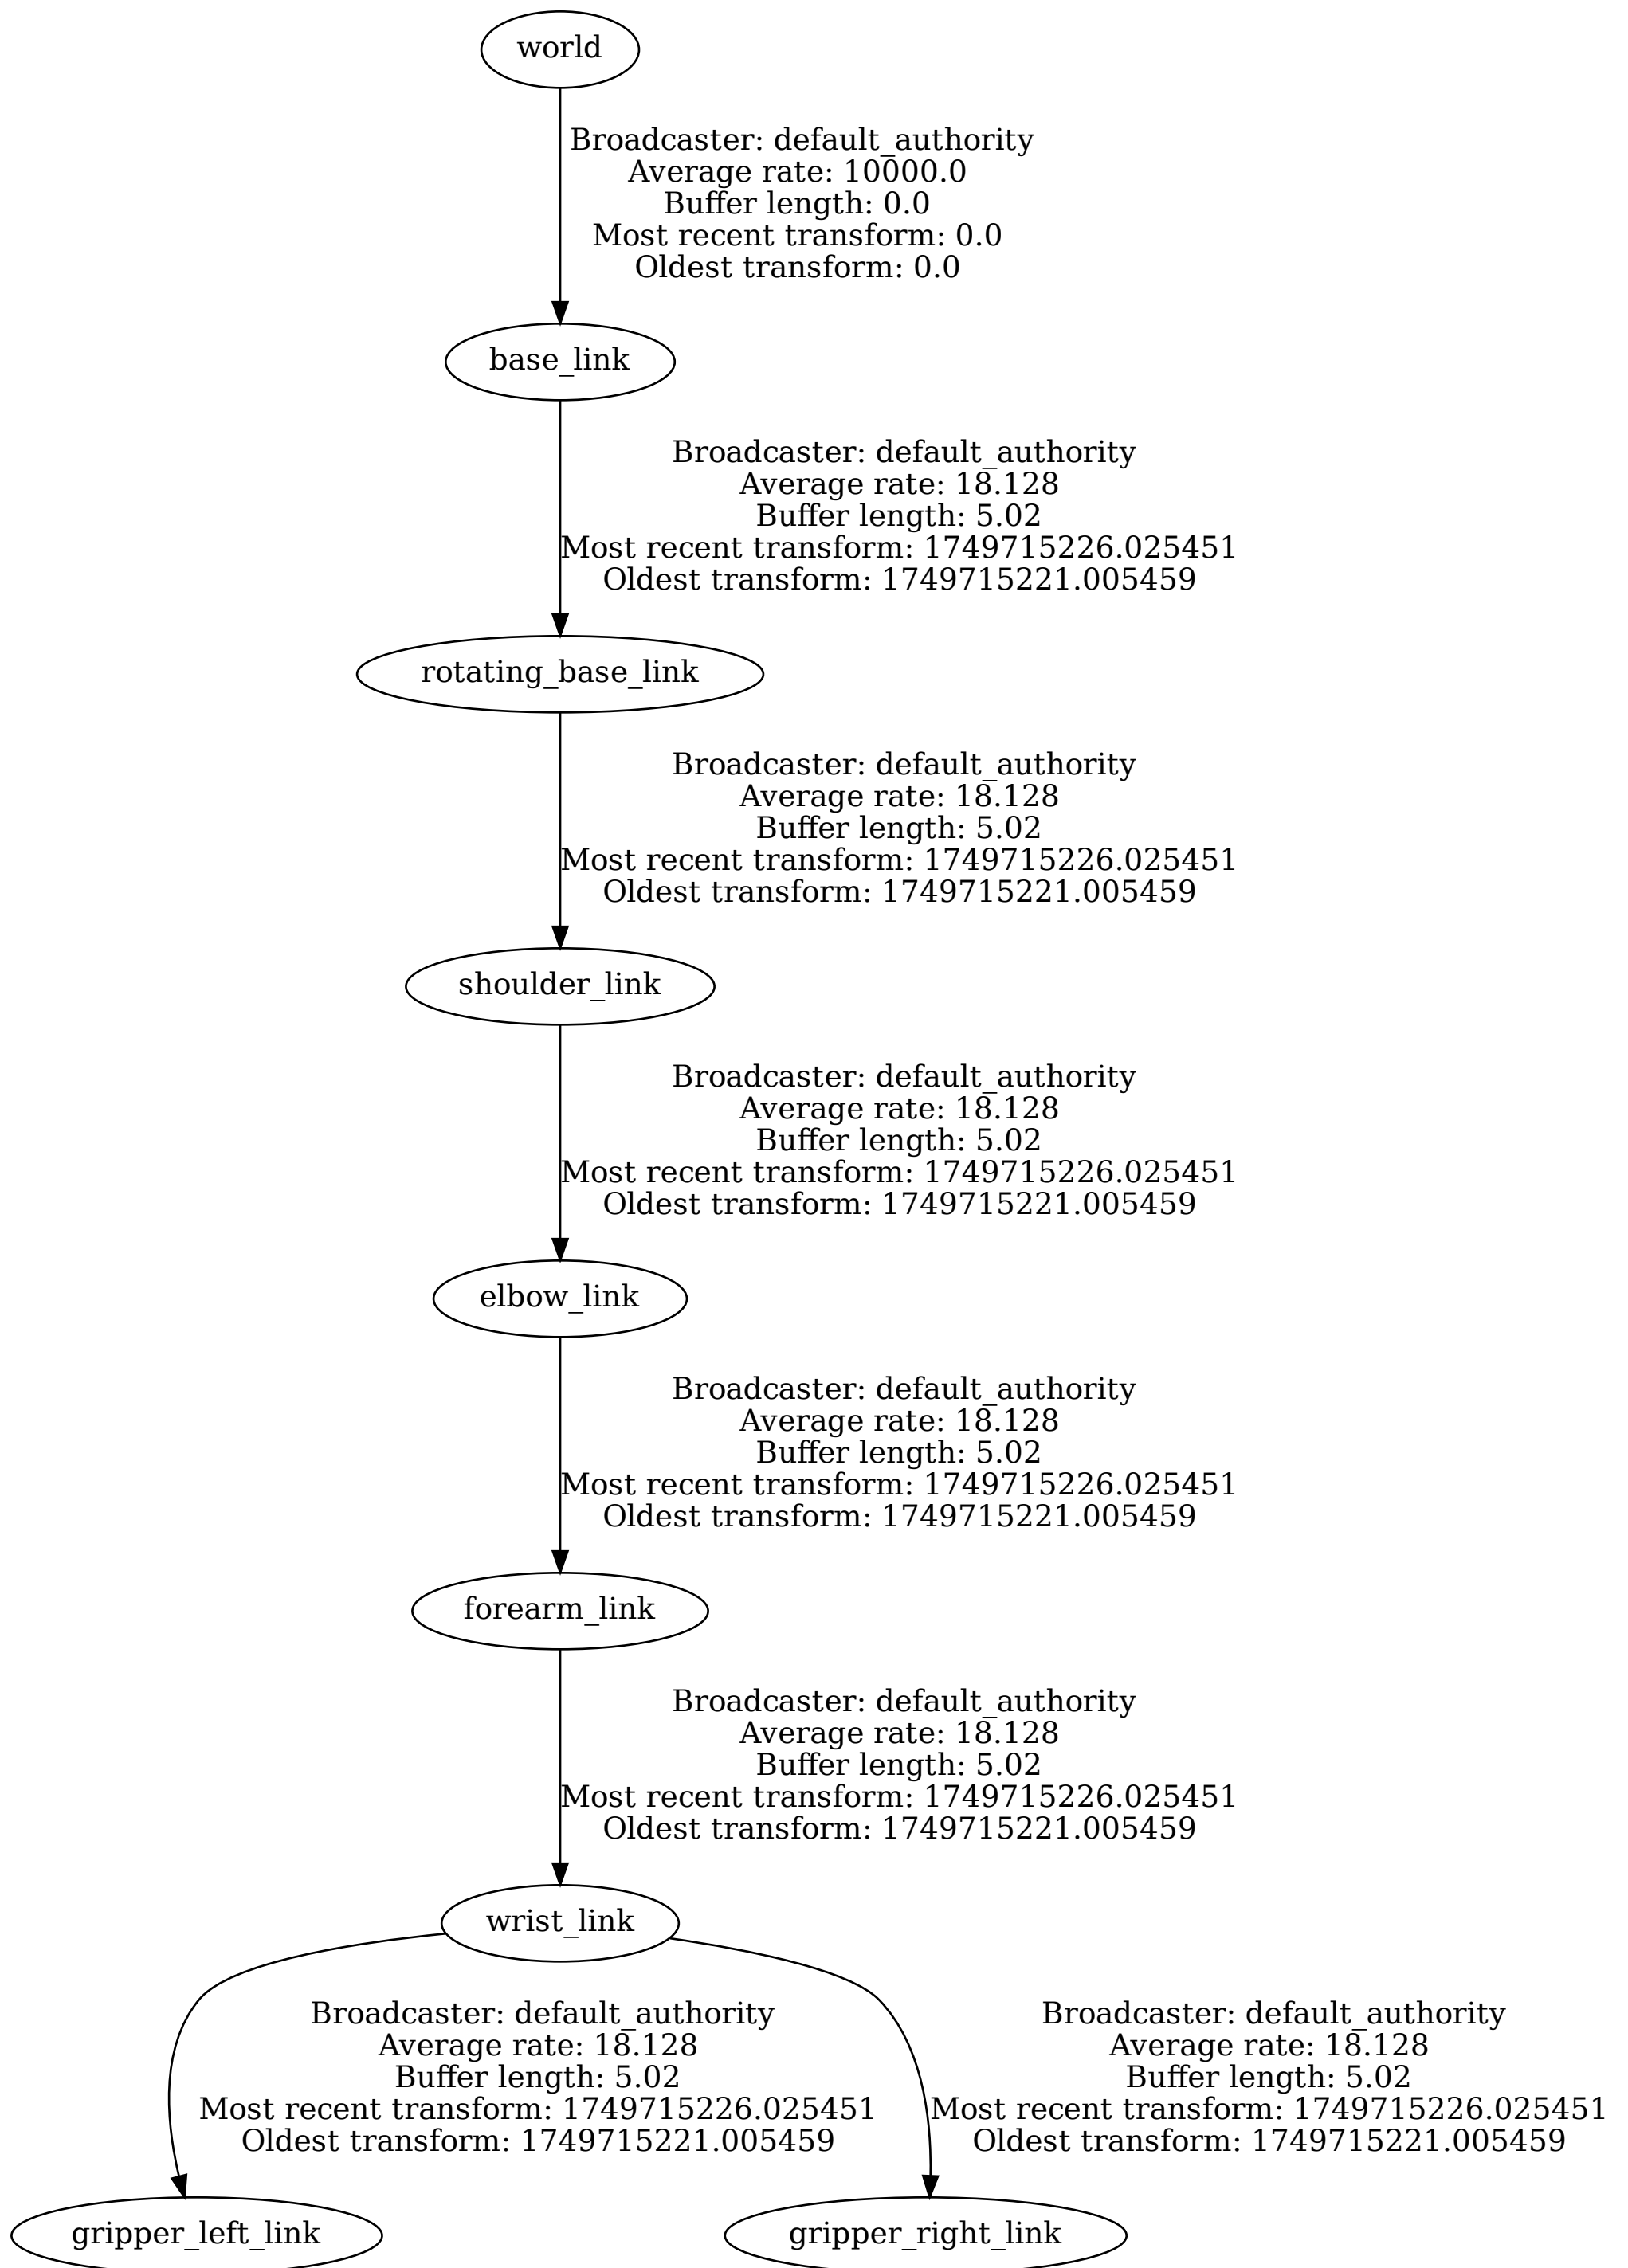 world
Broadcaster: default_authority
Average rate: 10000.0
Buffer length: 0.0
Most recent transform: 0.0
Oldest transform: 0.0
base_link
Broadcaster: default_authority
Average rate: 18.128
Buffer length: 5.02
Most recent transform: 1749715226.025451
Oldest transform: 1749715221.005459
rotating_base_link
Broadcaster: default_authority
Average rate: 18.128
Buffer length: 5.02
Most recent transform: 1749715226.025451
Oldest transform: 1749715221.005459
shoulder_link
Broadcaster: default_authority
Average rate: 18.128
Buffer length: 5.02
Most recent transform: 1749715226.025451
Oldest transform: 1749715221.005459
elbow_link
Broadcaster: default_authority
Average rate: 18.128
Buffer length: 5.02
Most recent transform: 1749715226.025451
Oldest transform: 1749715221.005459
forearm_link
Broadcaster: default_authority
Average rate: 18.128
Buffer length: 5.02
Most recent transform: 1749715226.025451
Oldest transform: 1749715221.005459
wrist_link
Broadcaster: default_authority
Average rate: 18.128
Buffer length: 5.02
Most recent transform: 1749715226.025451
Oldest transform: 1749715221.005459
Broadcaster: default_authority
Average rate: 18.128
Buffer length: 5.02
Most recent transform: 1749715226.025451
Oldest transform: 1749715221.005459
gripper_left_link
gripper_right_link